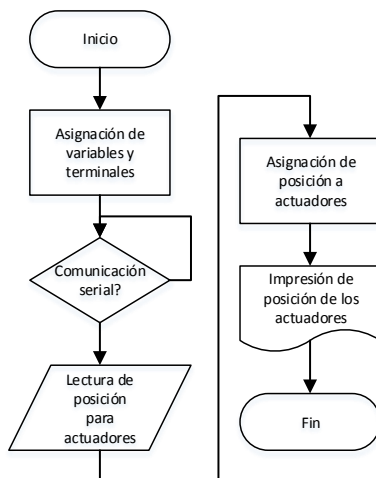 Inicio
Asignación de
variables y
terminales
Comunicación
serial?
Lectura de
posición
para
actuadores
Asignación de
posición a
actuadores
Impresión de
posición de los
actuadores
Fin